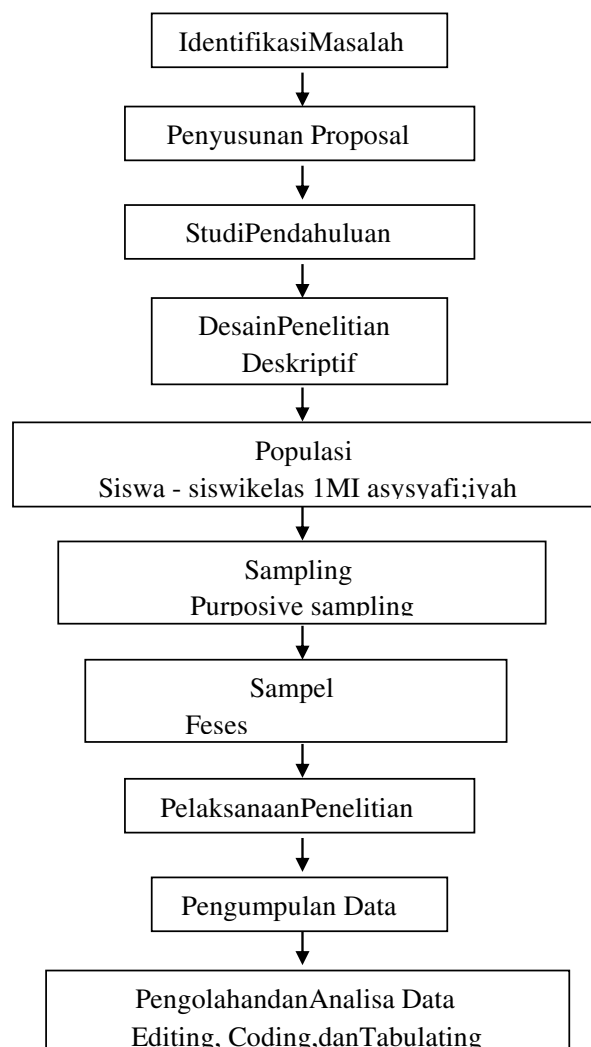 IdentifikasiMasalah
Penyusunan Proposal
StudiPendahuluan
DesainPenelitian
Deskriptif
Populasi
Siswa - siswikelas 1MI asysyafi;iyah
Sampling
Purposive sampling
Sampel
Feses
PelaksanaanPenelitian
Pengumpulan Data
PengolahandanAnalisa Data
Editing, Coding,danTabulating